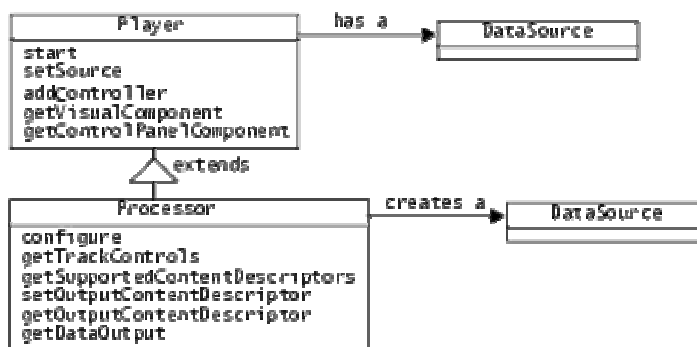 Player
has a
DataSource
start
setSource
addController
getVisualComponent
getControlPanelComponent
extends
Processor
creates a
DataSource
configure
getTrackControls
getSupportedContentDescriptors
setOutputContentDescriptor
getOutputContentDescriptor
getDataOutput